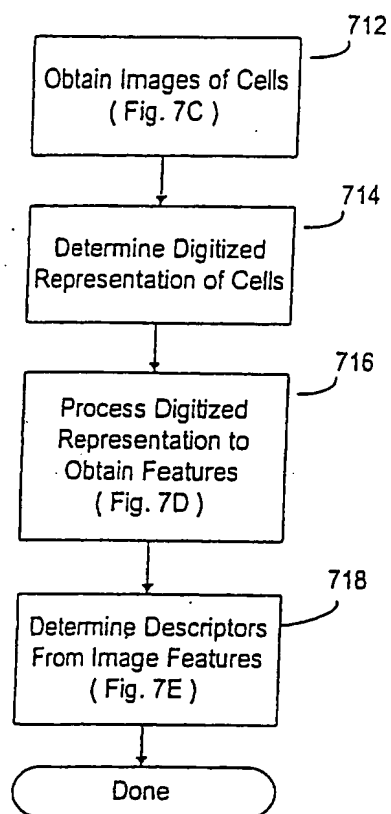 712
Obtain Images of Cells
( Fig. 7C )
714
Determine Digitized
Representation of Cells
716
Process Digitized
Representation to
Obtain Features
( Fig. 7D )
718
Determine Descriptors
From Image Features
( Fig. 7E )
Done